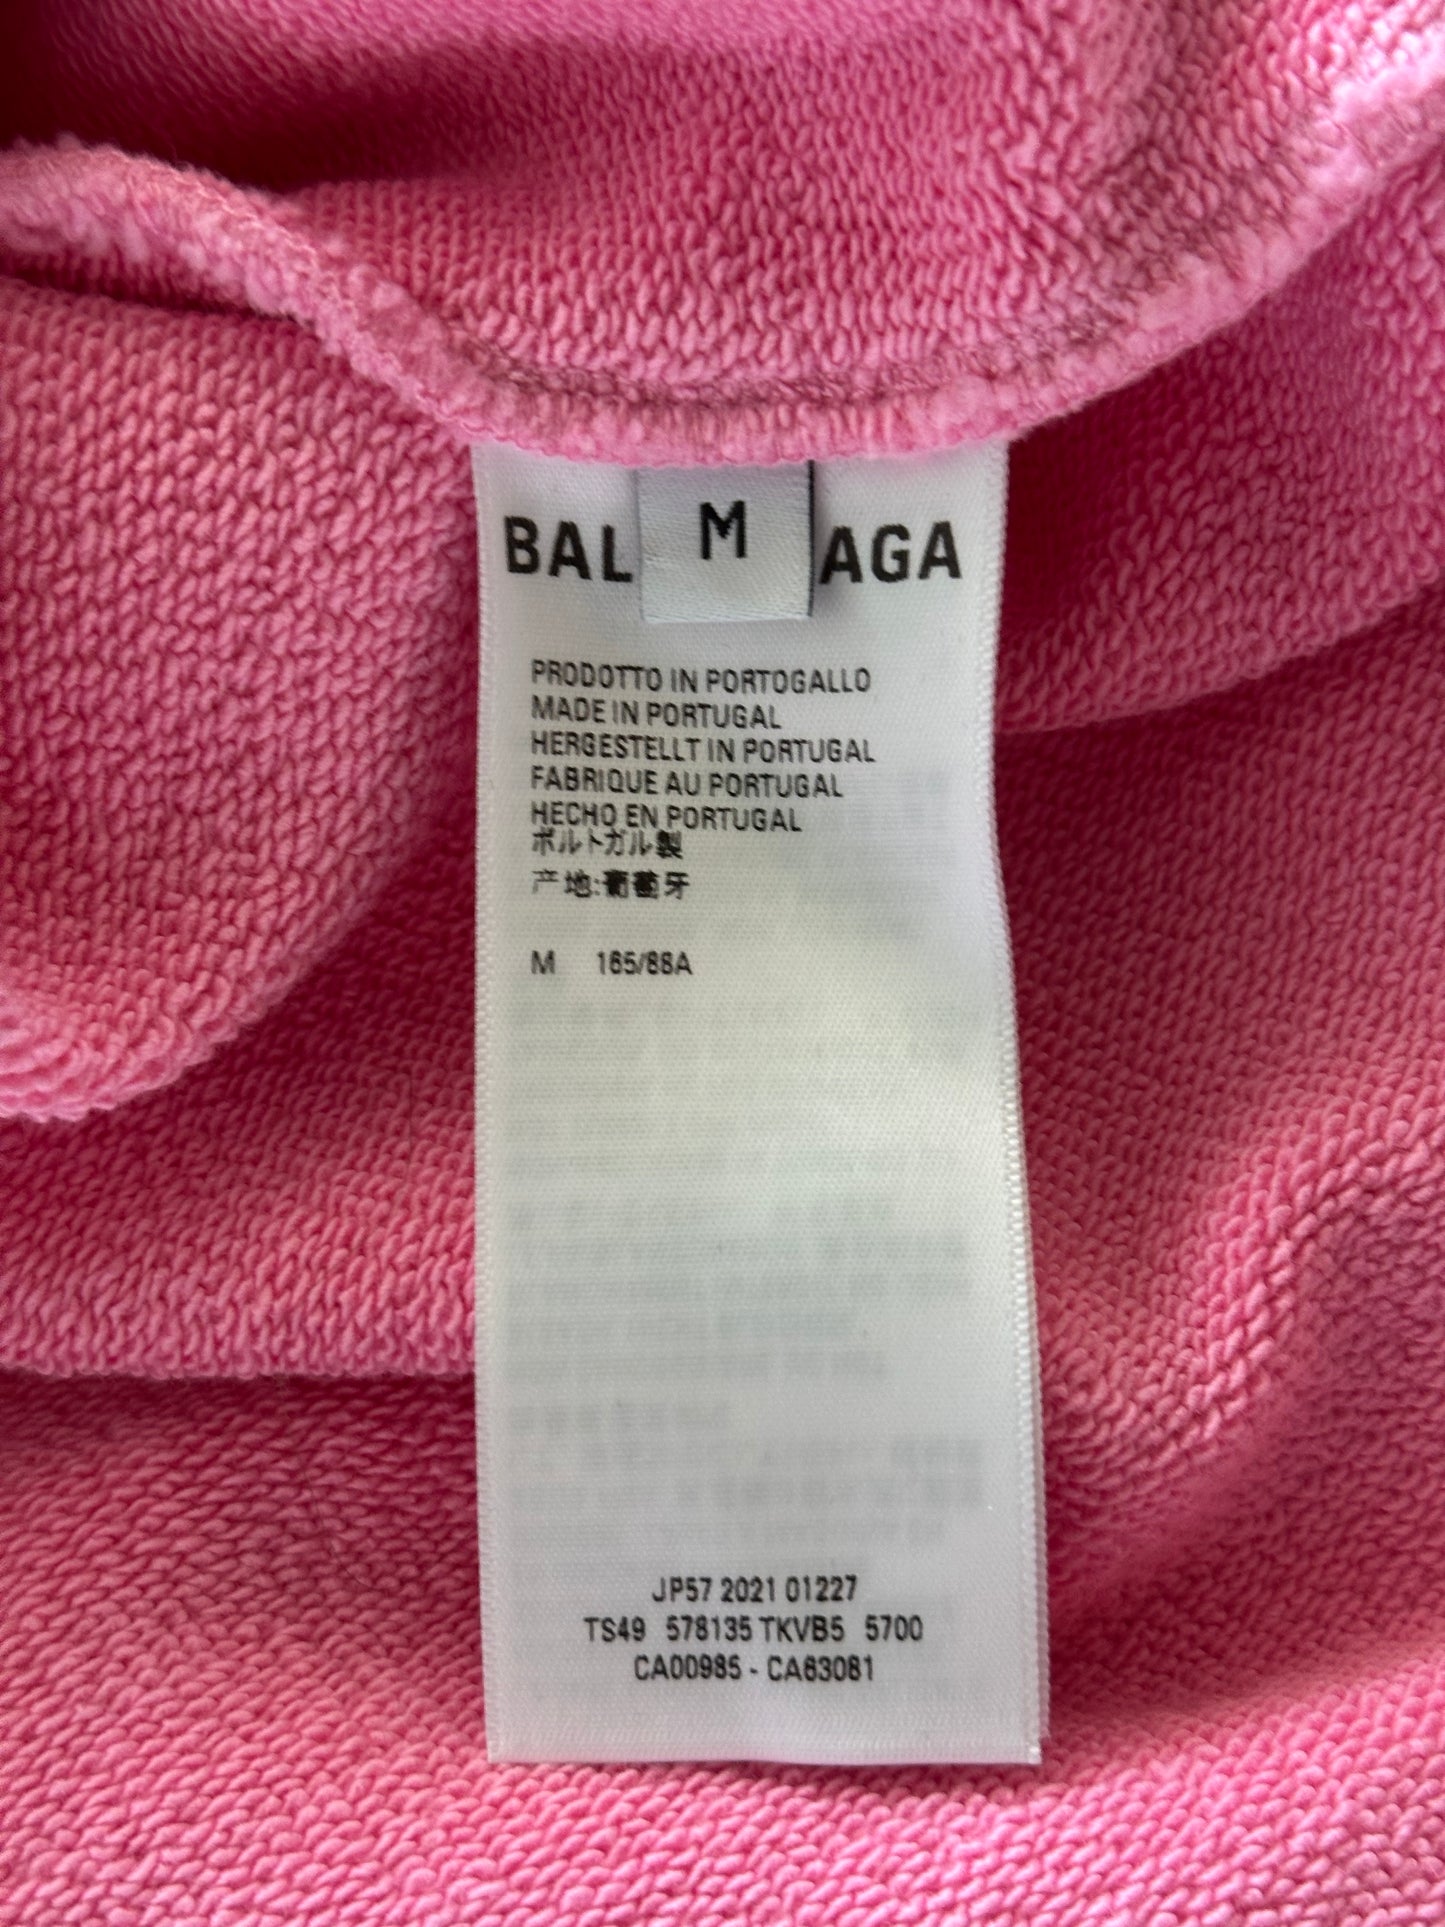 BAL M AGA
PRODOTTO IN PORTOGALLO
MADE IN PORTUGAL
HERGESTELLT IN PORTUGAL
FABRIQUE AU PORTUGAL
HECHO EN PORTUGAL
ポルトガル製
产地:葡萄牙
M 165/88A
JP57 2021 01227
TS49 578135 TKVB5 5700
CA00985 - CA63081